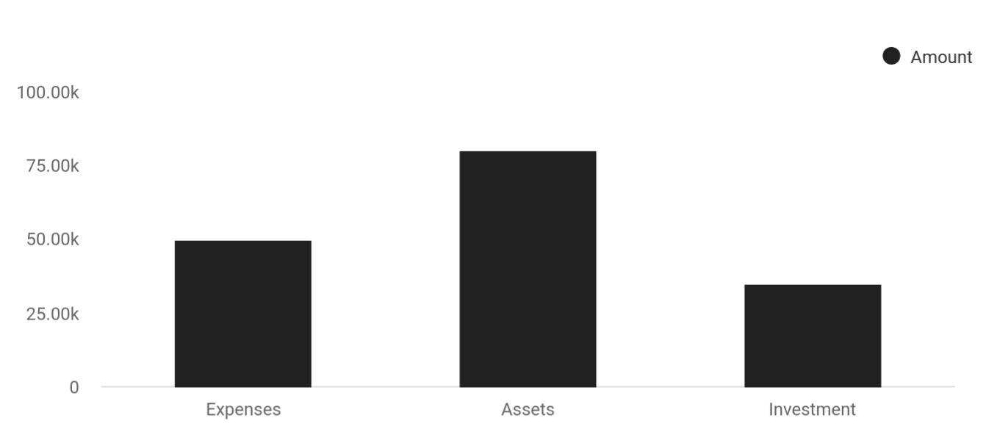 Amount
100.00k
75.00k
50.00k
25.00k
0
Expenses Assets Investment